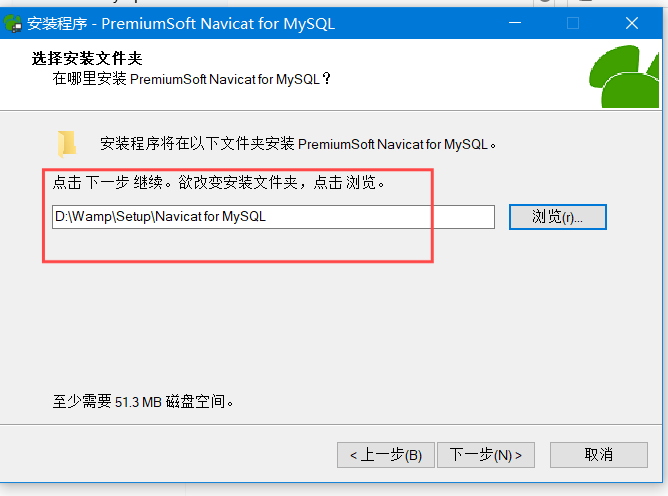 安装程序 - PremiumSoft Navicat for MySQL
选择安装文件夹
在哪里安装 PremiumSoft Navicat for MySQL？
安装程序将在以下文件夹安装 PremiumSoft Navicat for MySQL。
点击 下一步 继续。欲改变安装文件夹，点击 浏览。
D:\Wamp\Setup\Navicat for MySQL
浏览(r)...
至少需要 51.3 MB 磁盘空间。
< 上一步(B)
下一步(N) >
取消